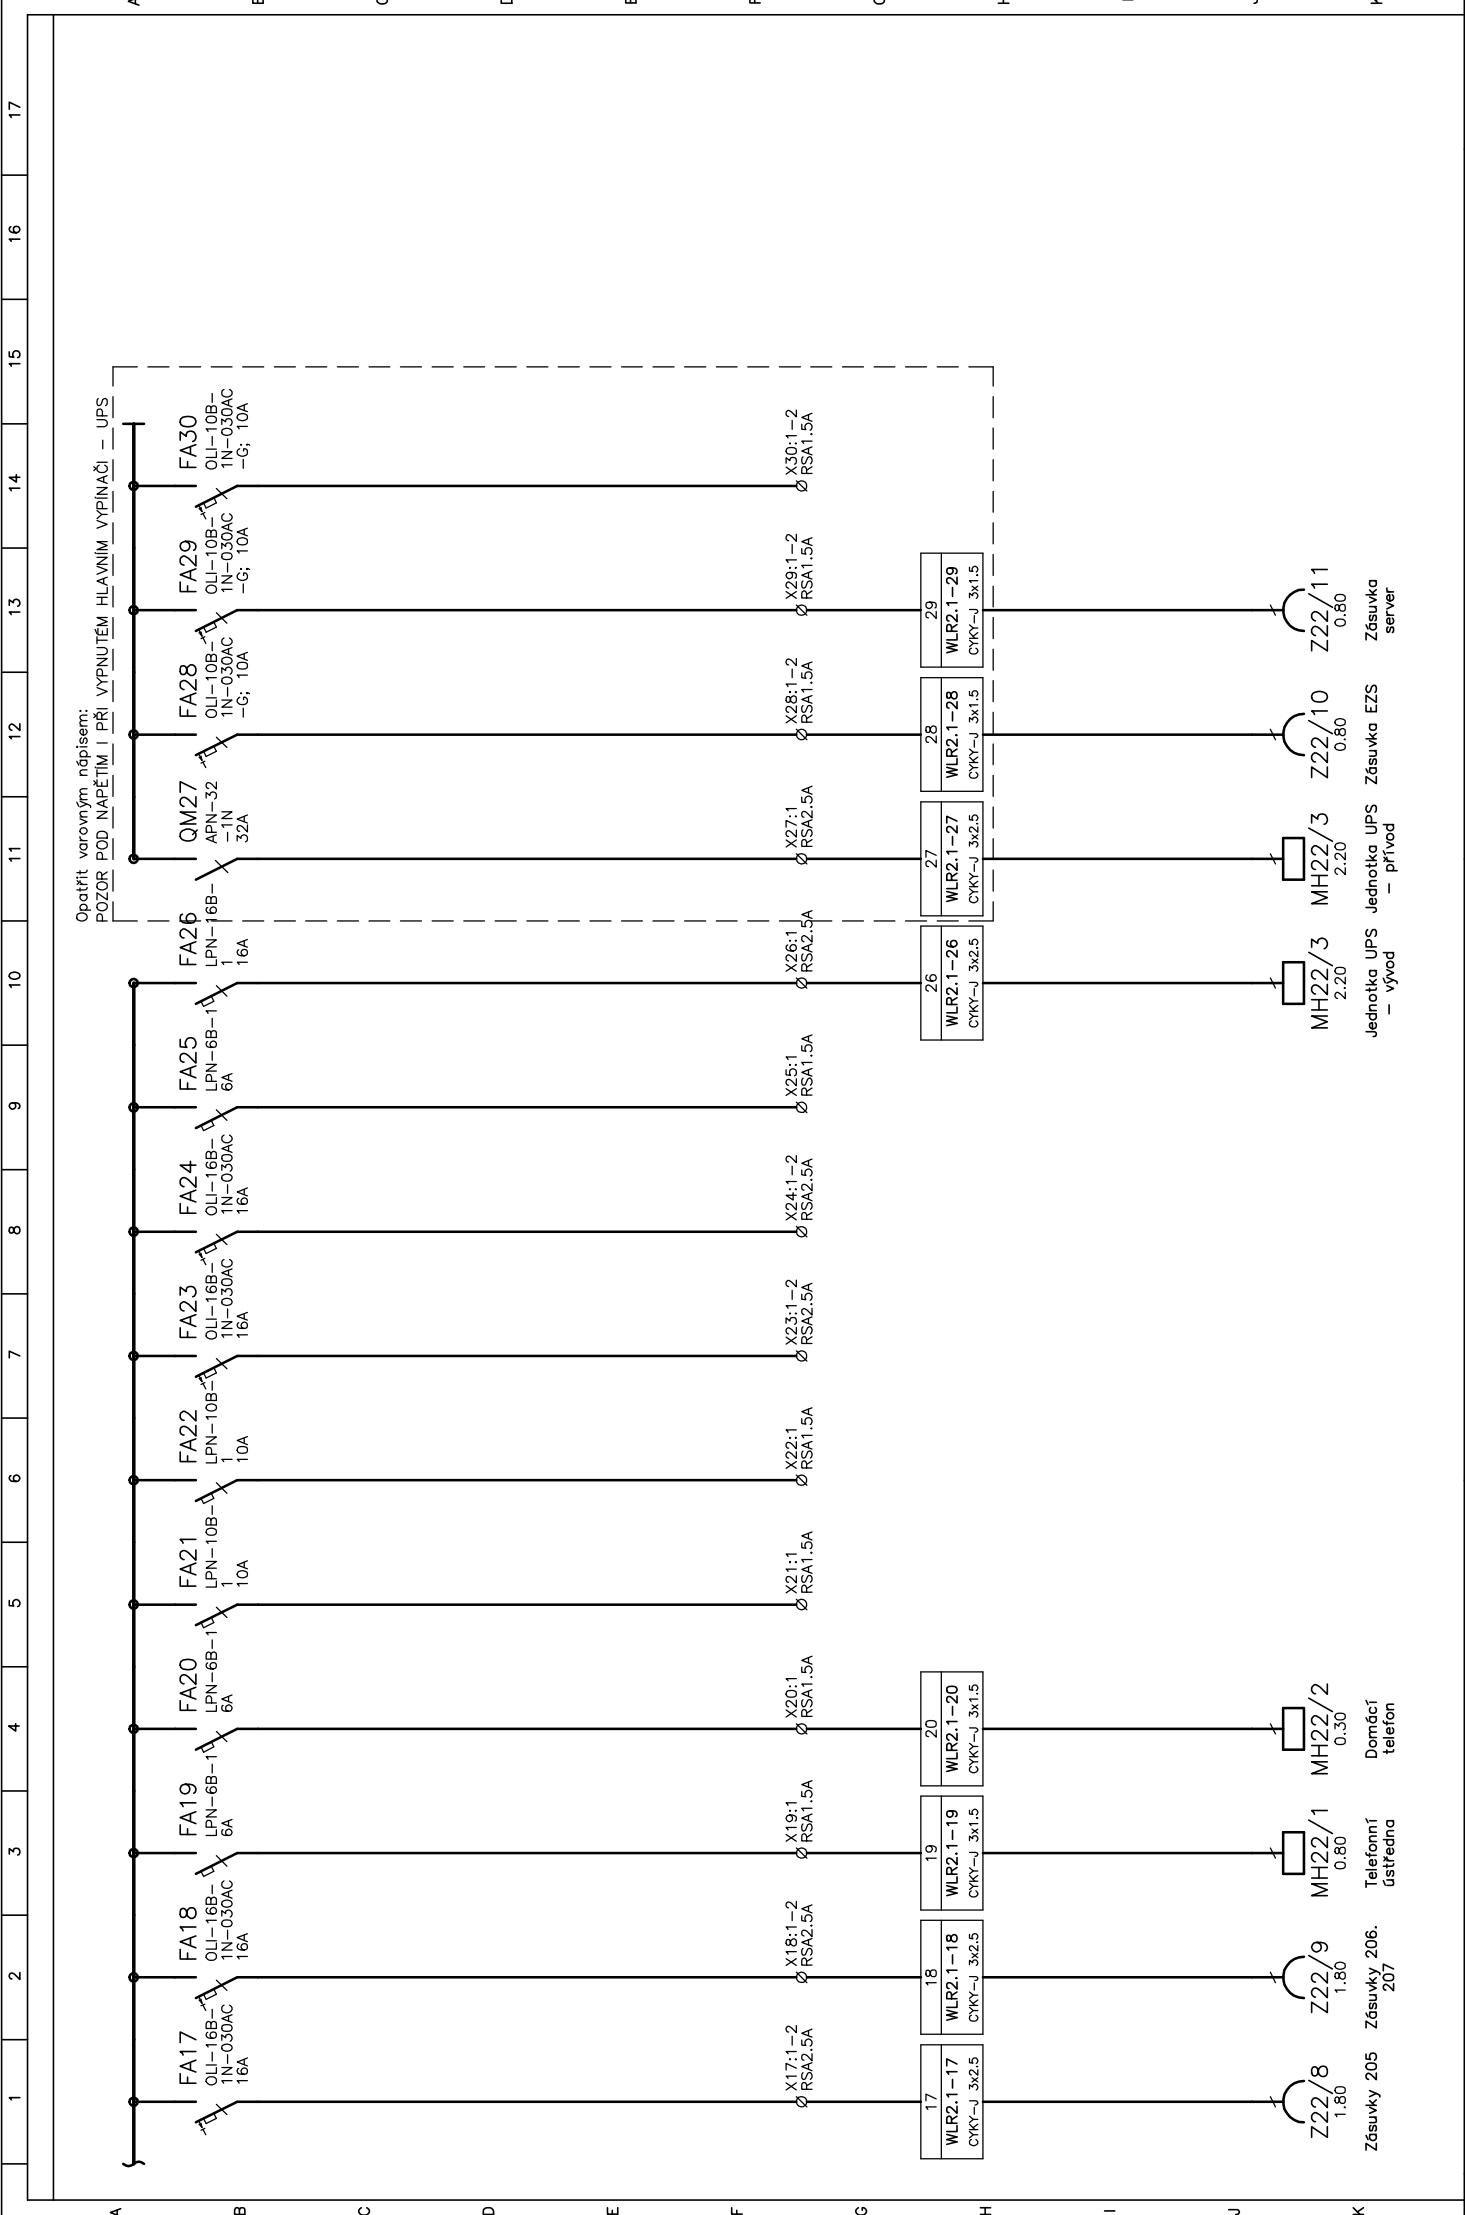 1
2
3
4
5
6
7
8
9
10
11
12
13
14
15
16
17
A
B
C
D
E
F
G
H
I
J
K
Opatřit varovným nápisem:
POZOR POD NAPĚTÍM I PŘI VYPNUTÉM HLAVNÍM VYPÍNAČI - UPS
FA17
OLI-16B-
1N-030AC
16A
X17:1-2
RSA2.5A
17
WLR2.1-17
CYKY-J 3x2.5
Z22/8
1.80
Zásuvky 205
FA18
OLI-16B-
1N-030AC
16A
X18:1-2
RSA2.5A
18
WLR2.1-18
CYKY-J 3x2.5
Z22/9
1.80
Zásuvky 206.
207
FA19
LPN-6B-1
6A
X19:1
RSA1.5A
19
WLR2.1-19
CYKY-J 3x1.5
MH22/1
0.80
Telefonní
ústředna
FA20
LPN-6B-1
6A
X20:1
RSA1.5A
20
WLR2.1-20
CYKY-J 3x1.5
MH22/2
0.30
Domácí
telefon
FA21
LPN-10B-
1
10A
X21:1
RSA1.5A
FA22
LPN-10B-
1
10A
X22:1
RSA1.5A
FA23
OLI-16B-
1N-030AC
16A
X23:1-2
RSA2.5A
FA24
OLI-16B-
1N-030AC
16A
X24:1-2
RSA2.5A
FA25
LPN-6B-1
6A
X25:1
RSA1.5A
FA26
LPN-16B-
1
16A
X26:1
RSA2.5A
26
WLR2.1-26
CYKY-J 3x2.5
MH22/3
2.20
Jednotka UPS
- vývod
QM27
APN-32
-1N
32A
X27:1
RSA2.5A
27
WLR2.1-27
CYKY-J 3x2.5
MH22/3
2.20
Jednotka UPS
- přívod
FA28
OLI-10B-
1N-030AC
-G; 10A
X28:1-2
RSA1.5A
28
WLR2.1-28
CYKY-J 3x1.5
Z22/10
0.80
Zásuvka EZS
FA29
OLI-10B-
1N-030AC
-G; 10A
X29:1-2
RSA1.5A
29
WLR2.1-29
CYKY-J 3x1.5
Z22/11
0.80
Zásuvka
server
FA30
OLI-10B-
1N-030AC
-G; 10A
X30:1-2
RSA1.5A